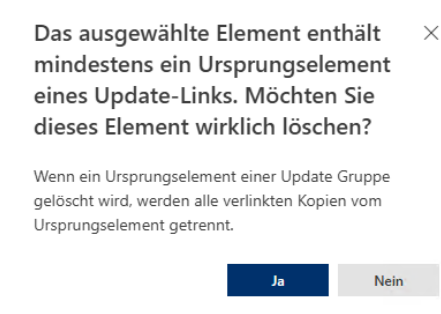 Das ausgewählte Element enthält
mindestens ein Ursprungselement
eines Update-Links. Möchten Sie
dieses Element wirklich löschen?
Wenn ein Ursprungselement einer Update Gruppe
gelöscht wird, werden alle verlinkten Kopien vom
Ursprungselement getrennt.
Ja Nein